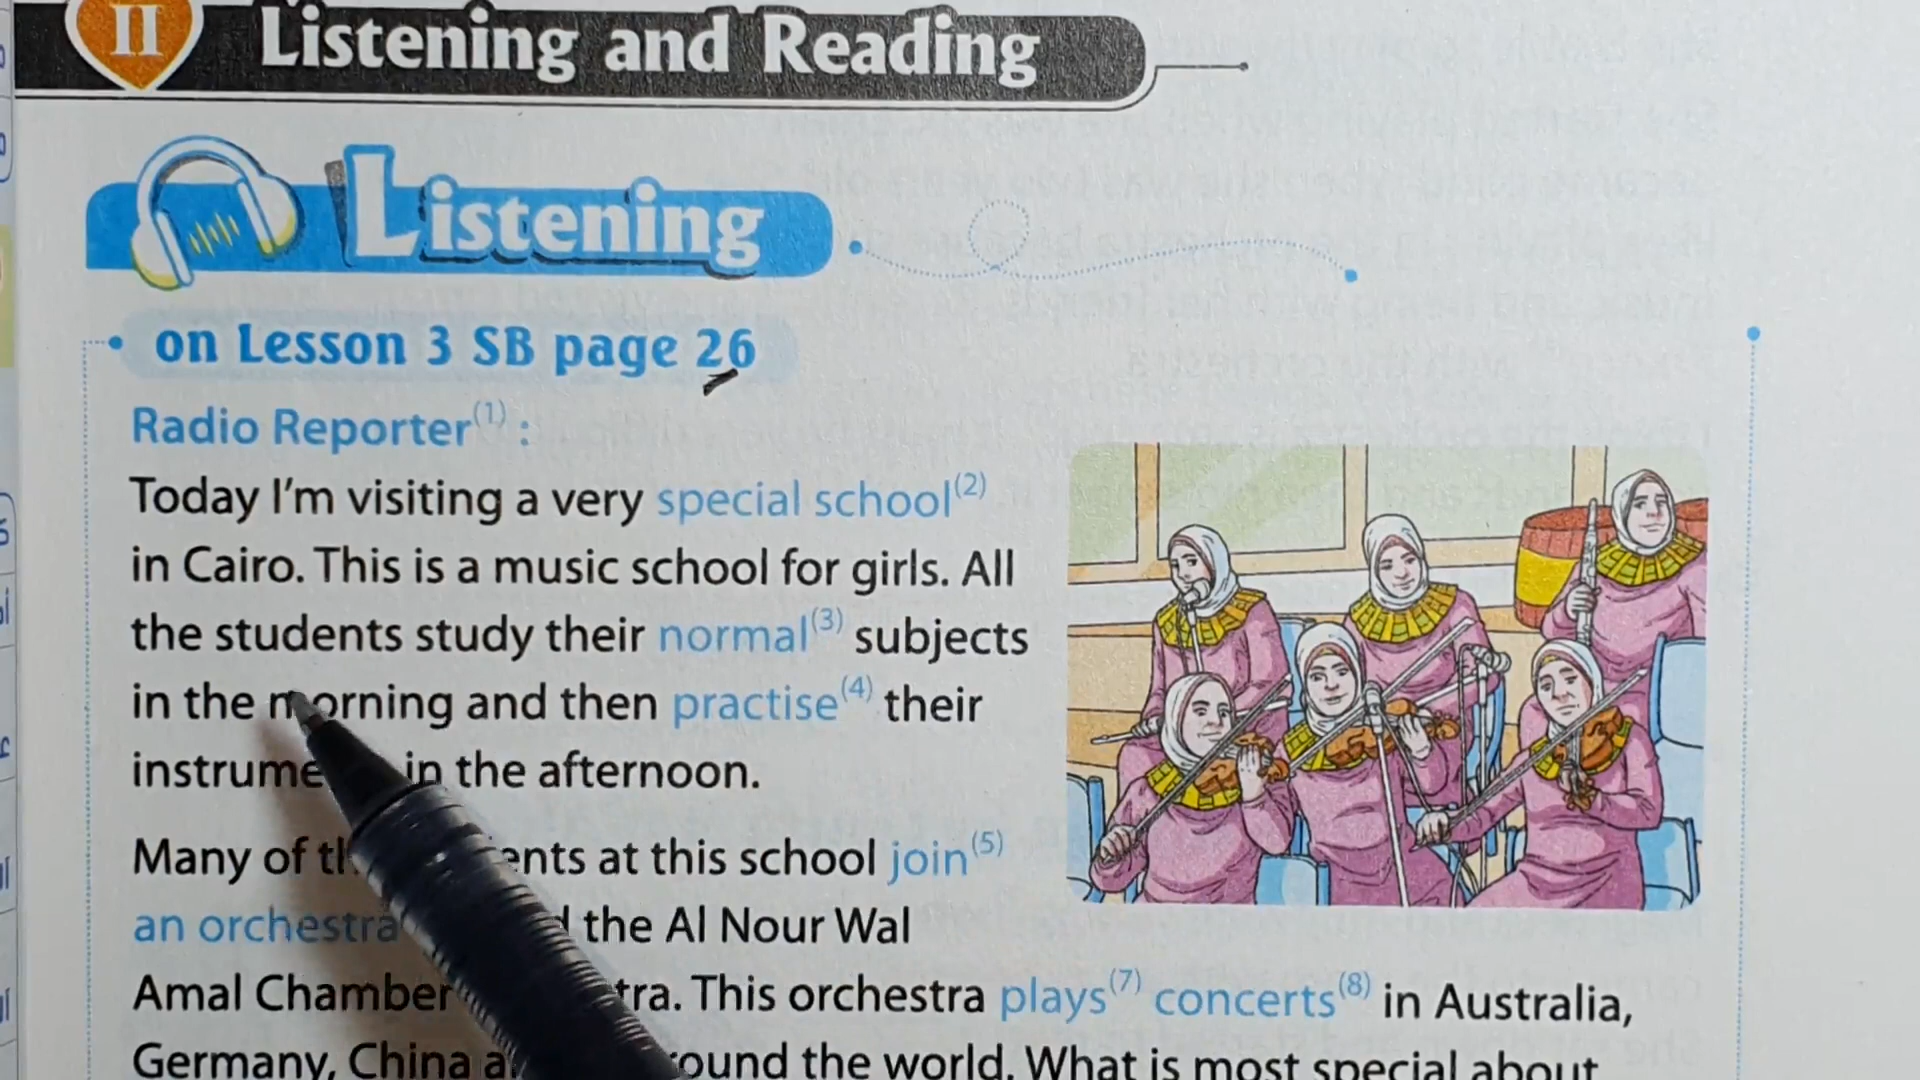 II Listening and Reading
Listening
on Lesson 3 SB page 26
Radio Reporter(1) :
Today I'm visiting a very special school(2)
in Cairo. This is a music school for girls. All
the students study their normal(3) subjects
in the morning and then practise(4) their
in the afternoon.
Many of at this school join(5)
an orchestra the Al Nour Wal
Amal Chamber This orchestra plays(7) concerts(8) in Australia,
Germany, China the world. What is most special about